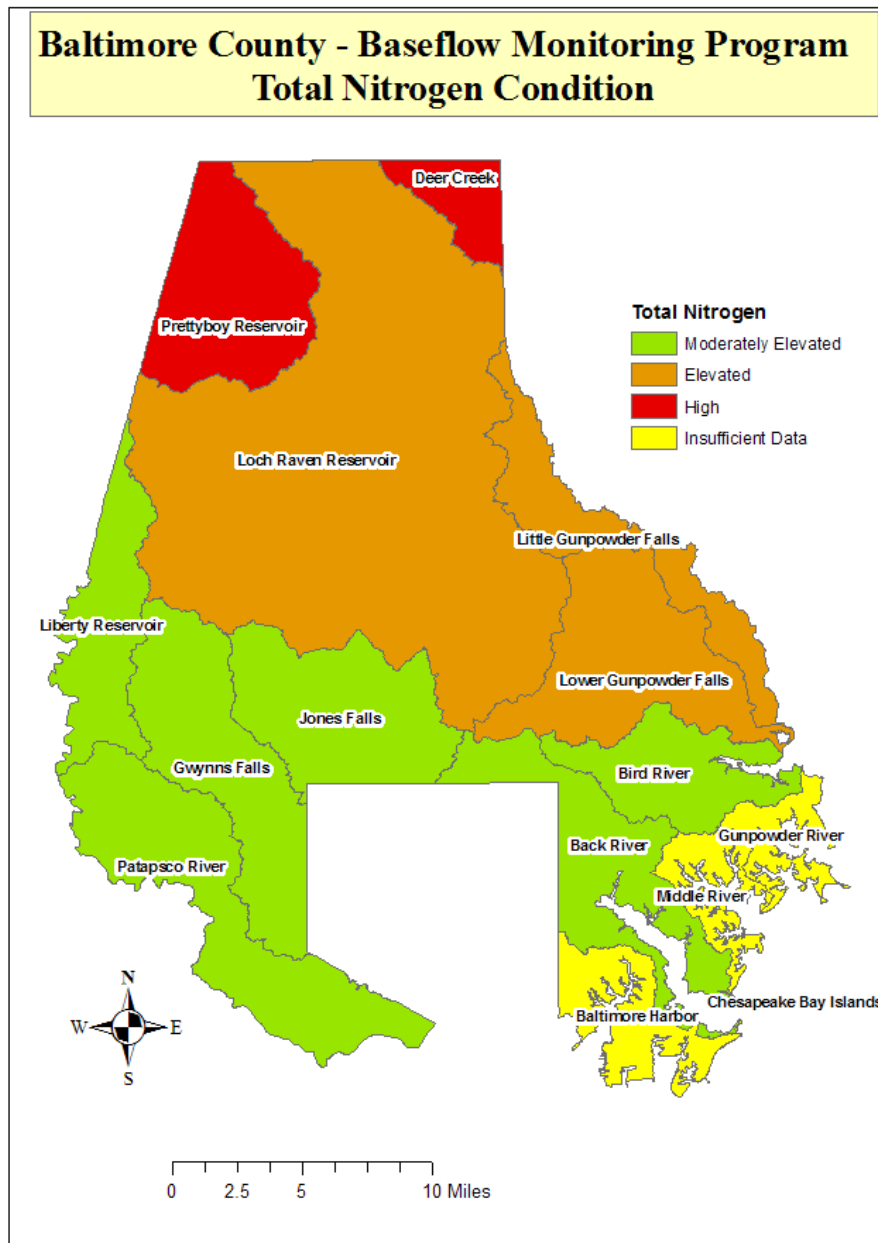 Baltimore County - Baseflow Monitoring Program
Total Nitrogen Condition
Deer Creek
Prettyboy Reservoir
Total Nitrogen
Moderately Elevated
Elevated
High
Insufficient Data
Loch Raven Reservoir
Little Gunpowder Falls
Liberty Reservoir
Lower Gunpowder Falls
Jones Falls
Gwynns Falls
Bird River
Gunpowder River
Back River
Patapsco River
Middle River
Chesapeake Bay Islands
Baltimore Harbor
N
W E
S
0 2.5 5 10 Miles